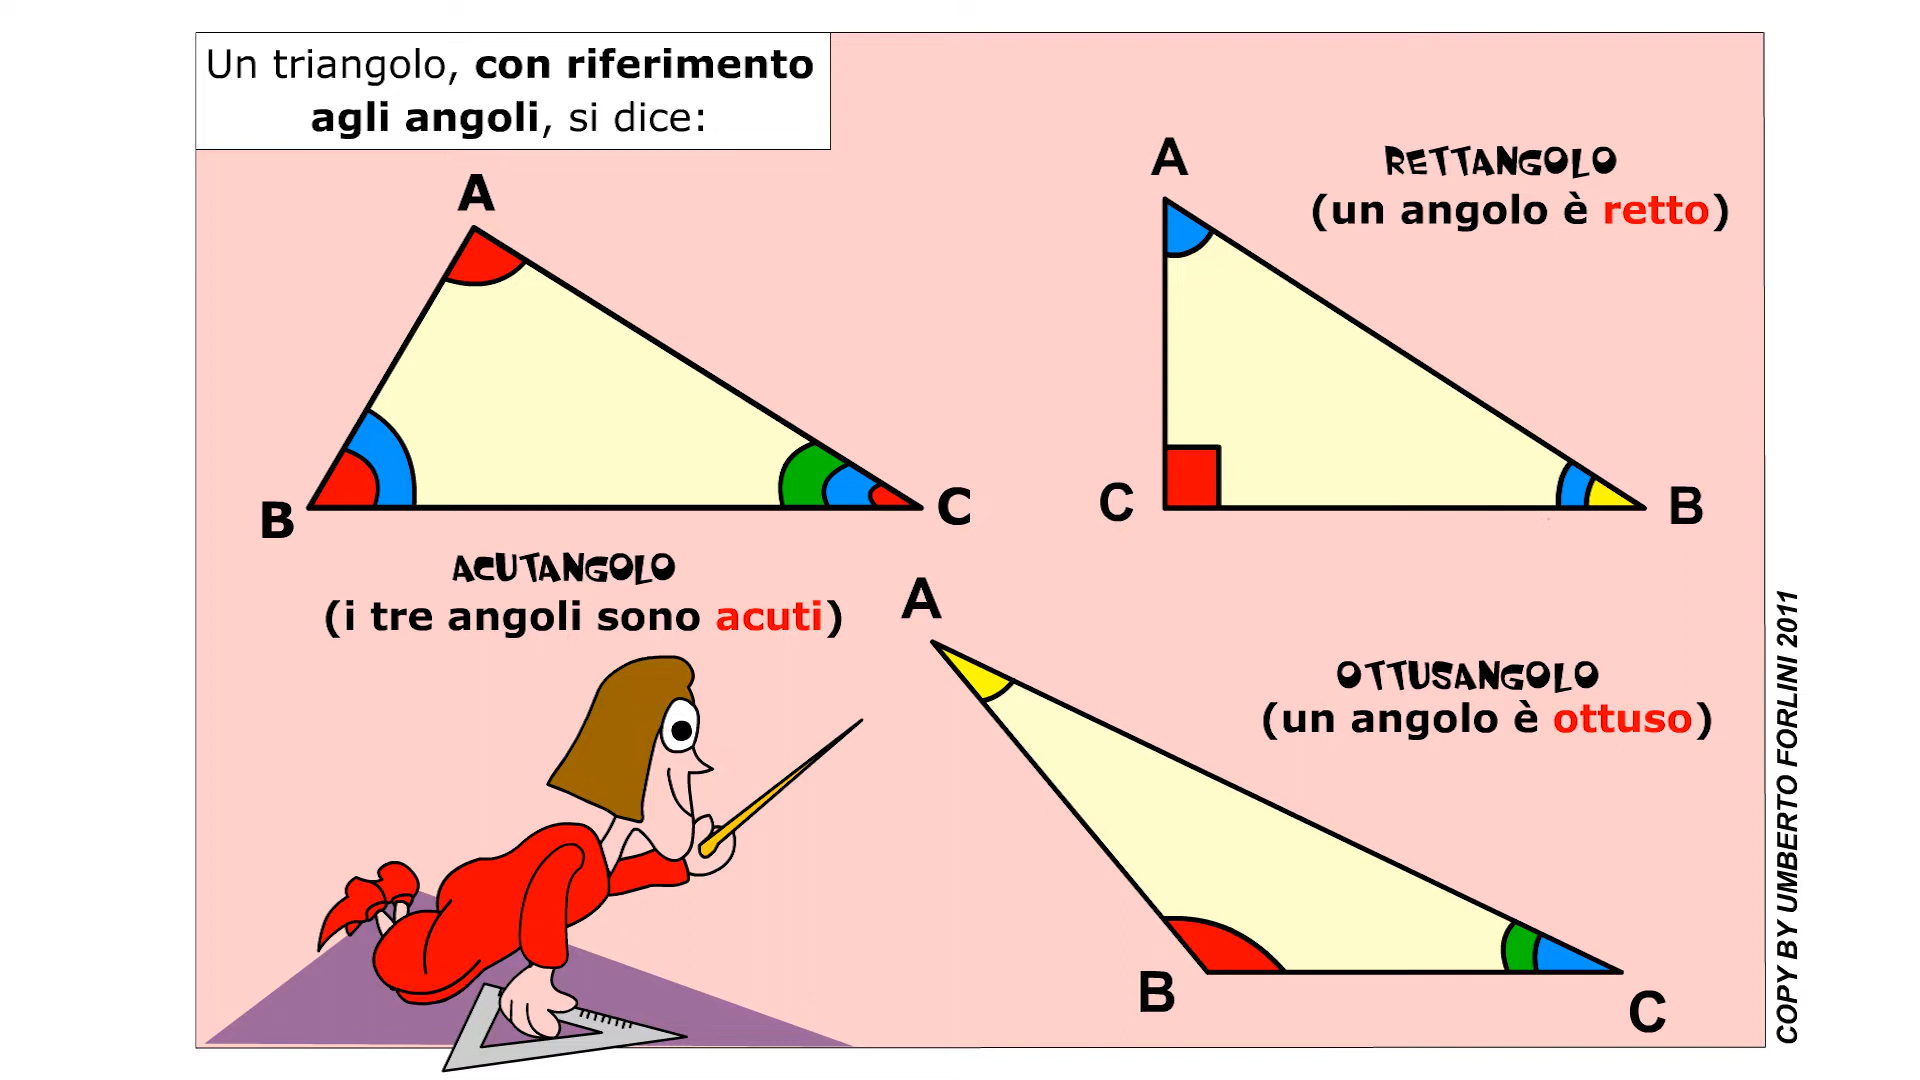 Un triangolo, con riferimento
agli angoli, si dice:
A
B
C
ACUTANGOLO
(i tre angoli sono acuti)
A
RETTANGOLO
(un angolo è retto)
C
B
A
OTTUSANGOLO
(un angolo è ottuso)
B
C
COPY BY UMBERTO FORLINI 2011